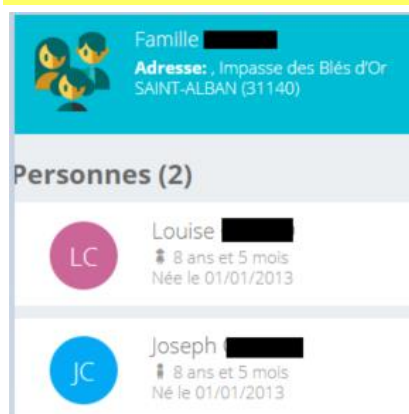 Famille
Adresse: , Impasse des Blés d'Or
SAINT-ALBAN (31140)
Personnes (2)
LC
Louise
8 ans et 5 mois
Née le 01/01/2013
JC
Joseph
8 ans et 5 mois
Né le 01/01/2013